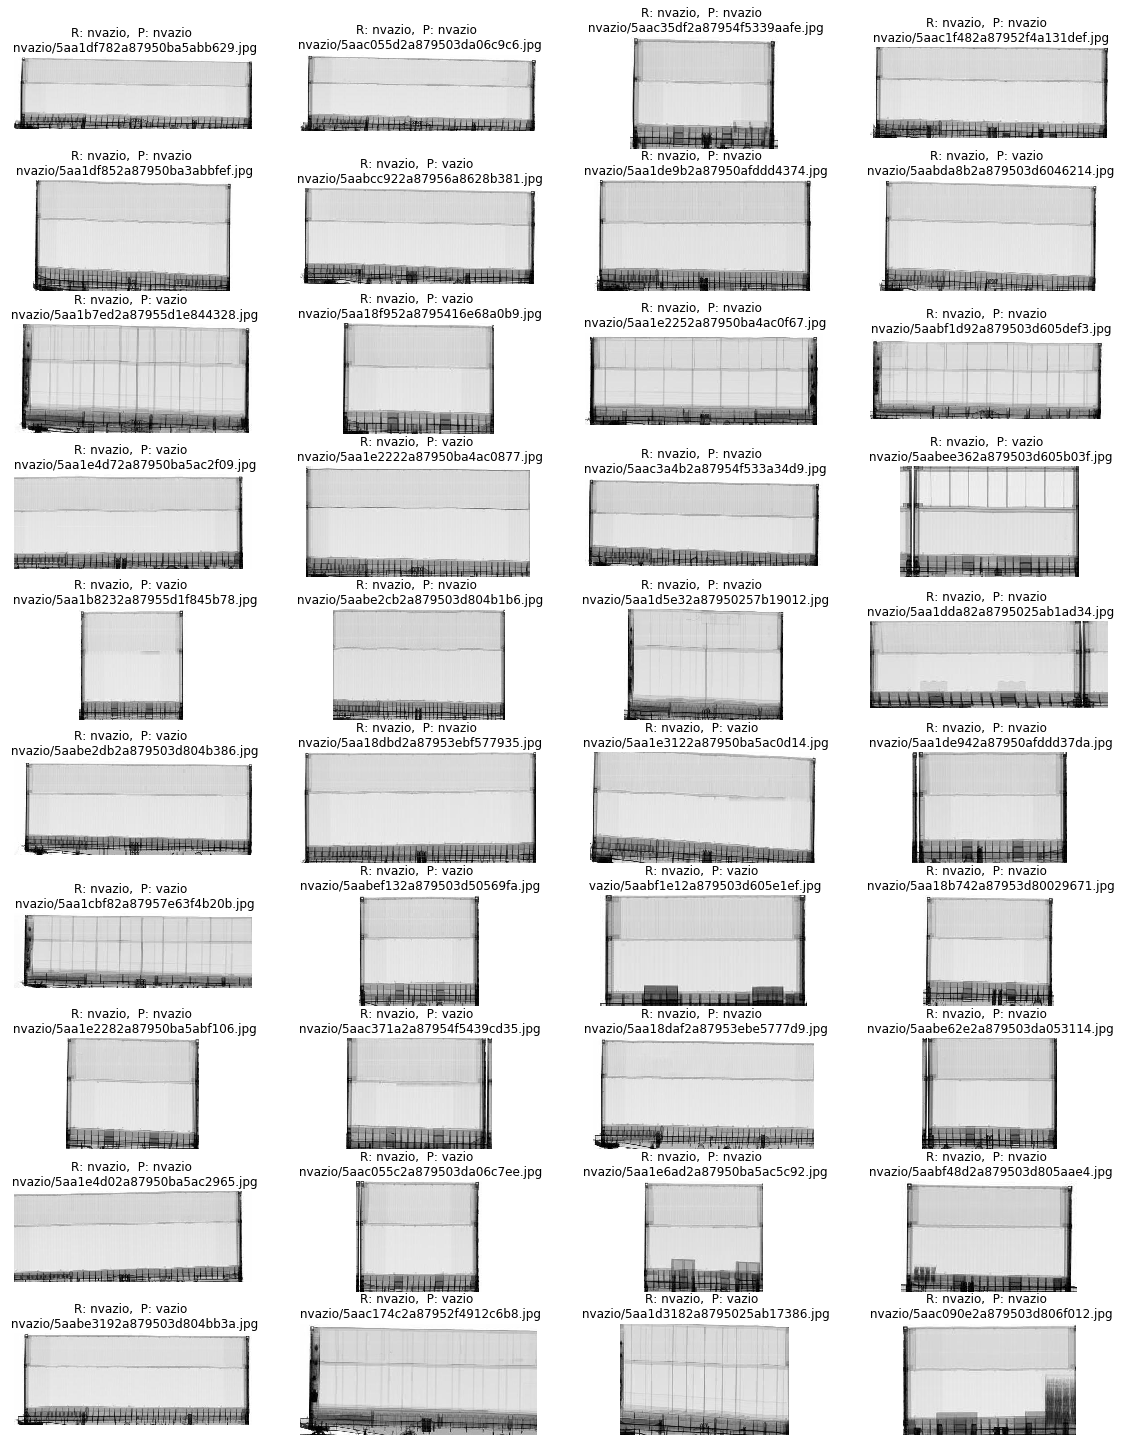 R: nvazio,  P: nvazio
nvazio/5aa1df782a87950ba5abb629.jpg
R: nvazio,  P: nvazio
nvazio/5aac055d2a879503da06c9c6.jpg
R: nvazio,  P: nvazio
nvazio/5aac35df2a87954f5339aafe.jpg
R: nvazio,  P: nvazio
nvazio/5aac1f482a87952f4a131def.jpg
R: nvazio,  P: nvazio
nvazio/5aa1df852a87950ba3abbfef.jpg
R: nvazio,  P: vazio
nvazio/5aabcc922a87956a8628b381.jpg
R: nvazio,  P: nvazio
nvazio/5aa1de9b2a87950afddd4374.jpg
R: nvazio,  P: vazio
nvazio/5aabda8b2a879503d6046214.jpg
R: nvazio,  P: vazio
nvazio/5aa1b7ed2a87955d1e844328.jpg
R: nvazio,  P: vazio
nvazio/5aa18f952a8795416e68a0b9.jpg
R: nvazio,  P: nvazio
nvazio/5aa1e2252a87950ba4ac0f67.jpg
R: nvazio,  P: nvazio
nvazio/5aabf1d92a879503d605def3.jpg
R: nvazio,  P: vazio
nvazio/5aa1e4d72a87950ba5ac2f09.jpg
R: nvazio,  P: vazio
nvazio/5aa1e2222a87950ba4ac0877.jpg
R: nvazio,  P: nvazio
nvazio/5aac3a4b2a87954f533a34d9.jpg
R: nvazio,  P: vazio
nvazio/5aabee362a879503d605b03f.jpg
R: nvazio,  P: vazio
nvazio/5aa1b8232a87955d1f845b78.jpg
R: nvazio,  P: nvazio
nvazio/5aabe2cb2a879503d804b1b6.jpg
R: nvazio,  P: vazio
nvazio/5aa1d5e32a87950257b19012.jpg
R: nvazio,  P: nvazio
nvazio/5aa1dda82a8795025ab1ad34.jpg
R: nvazio,  P: vazio
nvazio/5aabe2db2a879503d804b386.jpg
R: nvazio,  P: nvazio
nvazio/5aa18dbd2a87953ebf577935.jpg
R: nvazio,  P: vazio
nvazio/5aa1e3122a87950ba5ac0d14.jpg
R: nvazio,  P: nvazio
nvazio/5aa1de942a87950afddd37da.jpg
R: nvazio,  P: vazio
nvazio/5aa1cbf82a87957e63f4b20b.jpg
R: nvazio,  P: vazio
nvazio/5aabef132a879503d50569fa.jpg
R: nvazio,  P: vazio
vazio/5aabf1e12a879503d605e1ef.jpg
R: nvazio,  P: nvazio
nvazio/5aa18b742a87953d80029671.jpg
R: nvazio,  P: nvazio
nvazio/5aa1e2282a87950ba5abf106.jpg
R: nvazio,  P: vazio
nvazio/5aac371a2a87954f5439cd35.jpg
R: nvazio,  P: vazio
nvazio/5aa18daf2a87953ebe5777d9.jpg
R: nvazio,  P: nvazio
nvazio/5aabe62e2a879503da053114.jpg
R: nvazio,  P: nvazio
nvazio/5aa1e4d02a87950ba5ac2965.jpg
R: nvazio,  P: nvazio
nvazio/5aac055c2a879503da06c7ee.jpg
R: nvazio,  P: nvazio
nvazio/5aa1e6ad2a87950ba5ac5c92.jpg
R: nvazio,  P: nvazio
nvazio/5aabf48d2a879503d805aae4.jpg
R: nvazio,  P: vazio
nvazio/5aabe3192a879503d804bb3a.jpg
R: nvazio,  P: vazio
nvazio/5aac174c2a87952f4912c6b8.jpg
R: nvazio,  P: vazio
nvazio/5aa1d3182a8795025ab17386.jpg
R: nvazio,  P: nvazio
nvazio/5aac090e2a879503d806f012.jpg